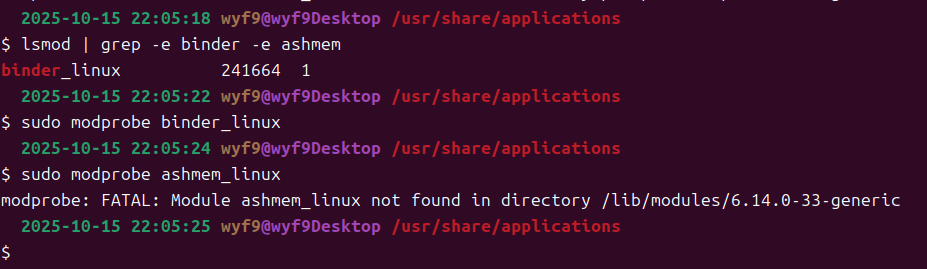 2025-10-15 22:05:18 wyf9@wyf9Desktop /usr/share/applications
$ lsmod | grep -e binder -e ashmem
binder_linux 241664 1
2025-10-15 22:05:22 wyf9@wyf9Desktop /usr/share/applications
$ sudo modprobe binder_linux
2025-10-15 22:05:24 wyf9@wyf9Desktop /usr/share/applications
$ sudo modprobe ashmem_linux
modprobe: FATAL: Module ashmem_linux not found in directory /lib/modules/6.14.0-33-generic
2025-10-15 22:05:25 wyf9@wyf9Desktop /usr/share/applications
$